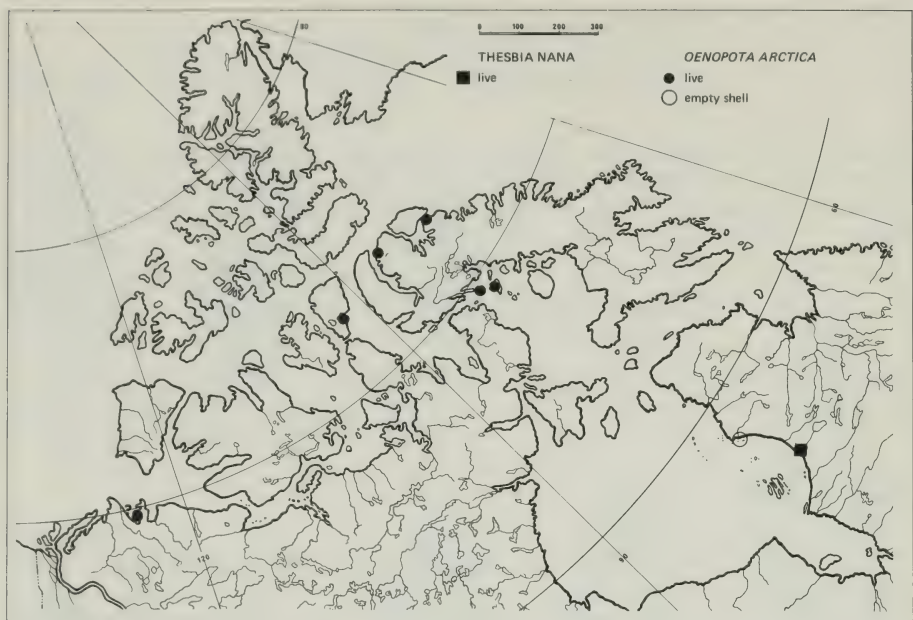 0 100 200 300
THESBIA NANA
live
OENOPOTA ARCTICA
live
empty shell
80
60
120
90